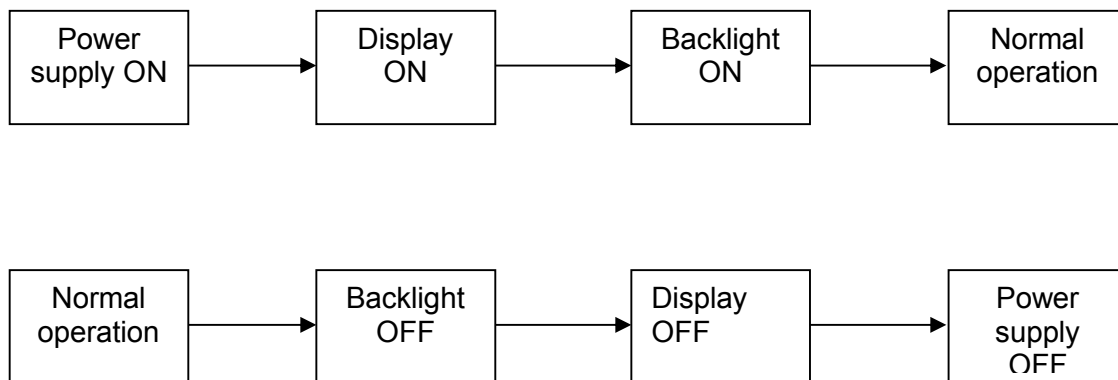 Power
supply ON
Display
ON
Backlight
ON
Normal
operation
Normal
operation
Backlight
OFF
Display
OFF
Power
supply
OFF